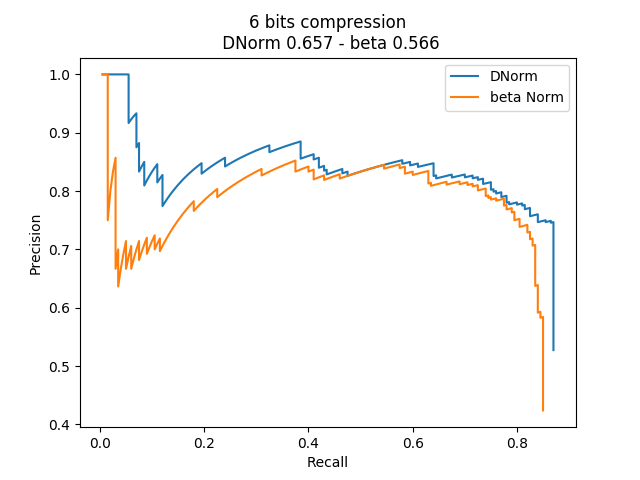 6 bits compression
DNorm 0.657 - beta 0.566
DNorm
beta Norm
1.0
0.9
0.8
0.7
0.6
0.5
0.4
Precision
0.0
0.2
0.4
0.6
0.8
Recall